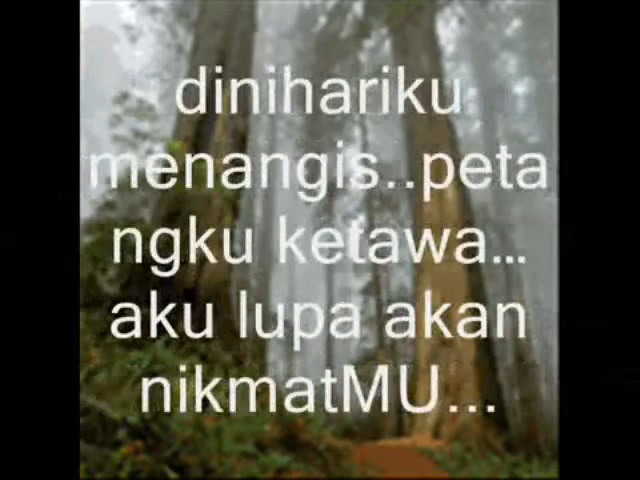 dinihariku
menangis..peta
ngku ketawa...
aku lupa akan
nikmatMU...